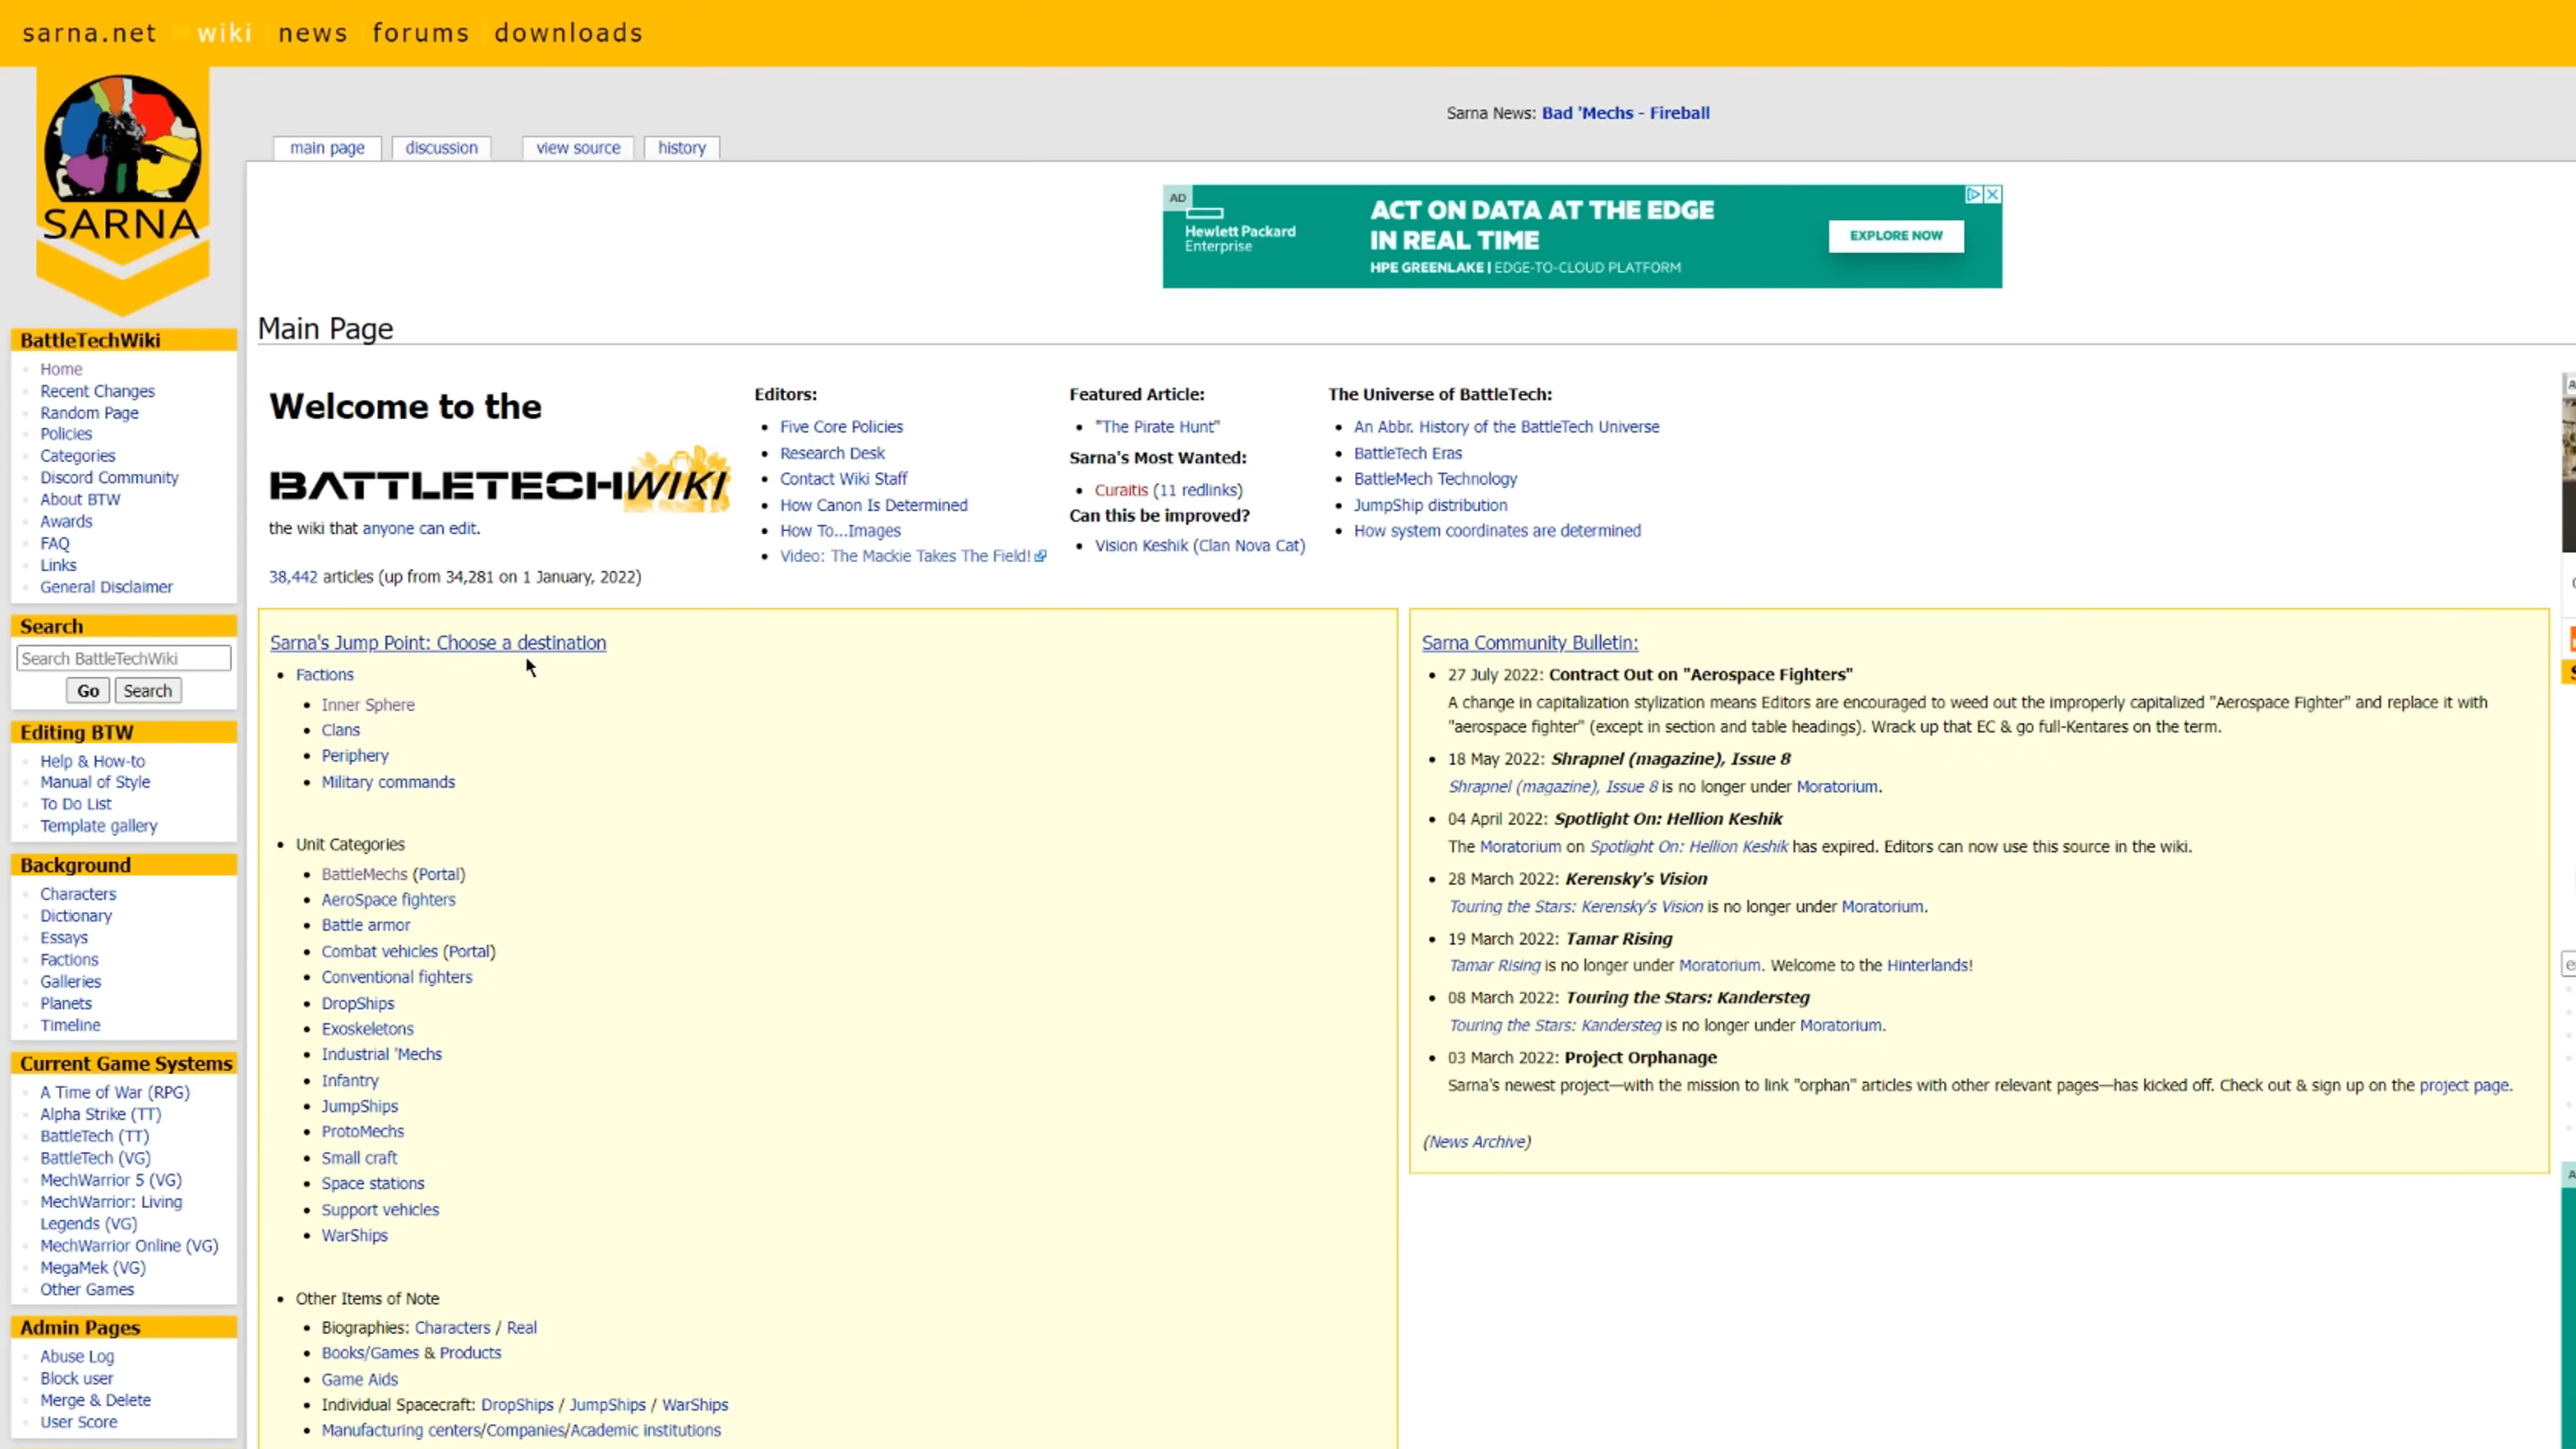 sarna.net » wiki news forums downloads
SARNA
Sarna News: Bad 'Mechs - Fireball
main page discussion view source history
AD
Hewlett Packard
Enterprise
ACT ON DATA AT THE EDGE
IN REAL TIME
HPE GREENLAKE | EDGE-TO-CLOUD PLATFORM
EXPLORE NOW
BattleTechWiki
Home
Recent Changes
Random Page
Policies
Categories
Discord Community
About BTW
Awards
FAQ
Links
General Disclaimer
Search
Search BattleTechWiki
Go Search
Editing BTW
Help & How-to
Manual of Style
To Do List
Template gallery
Background
Characters
Dictionary
Essays
Factions
Galleries
Planets
Timeline
Current Game Systems
A Time of War (RPG)
Alpha Strike (TT)
BattleTech (TT)
BattleTech (VG)
MechWarrior 5 (VG)
MechWarrior: Living
Legends (VG)
MechWarrior Online (VG)
MegaMek (VG)
Other Games
Admin Pages
Abuse Log
Block user
Merge & Delete
User Score
Main Page
Welcome to the
BATTLETECHWIKI
the wiki that anyone can edit.
38,442 articles (up from 34,281 on 1 January, 2022)
Editors:
Five Core Policies
Research Desk
Contact Wiki Staff
How Canon Is Determined
How To...Images
Video: The Mackie Takes The Field!
Featured Article:
"The Pirate Hunt"
Sarna's Most Wanted:
Curaitis (11 redlinks)
Can this be improved?
Vision Keshik (Clan Nova Cat)
The Universe of BattleTech:
An Abbr. History of the BattleTech Universe
BattleTech Eras
BattleMech Technology
JumpShip distribution
How system coordinates are determined
Sarna's Jump Point: Choose a destination
Factions
Inner Sphere
Clans
Periphery
Military commands
Unit Categories
BattleMechs (Portal)
AeroSpace fighters
Battle armor
Combat vehicles (Portal)
Conventional fighters
DropShips
Exoskeletons
Industrial 'Mechs
Infantry
JumpShips
ProtoMechs
Small craft
Space stations
Support vehicles
WarShips
Other Items of Note
Biographies: Characters / Real
Books/Games & Products
Game Aids
Individual Spacecraft: DropShips / JumpShips / WarShips
Manufacturing centers/Companies/Academic institutions
Sarna Community Bulletin:
27 July 2022: Contract Out on "Aerospace Fighters"
A change in capitalization stylization means Editors are encouraged to weed out the improperly capitalized "Aerospace Fighter" and replace it with
"aerospace fighter" (except in section and table headings). Wrack up that EC & go full-Kentares on the term.
18 May 2022: Shrapnel (magazine), Issue 8
Shrapnel (magazine), Issue 8 is no longer under Moratorium.
04 April 2022: Spotlight On: Hellion Keshik
The Moratorium on Spotlight On: Hellion Keshik has expired. Editors can now use this source in the wiki.
28 March 2022: Kerensky's Vision
Touring the Stars: Kerensky's Vision is no longer under Moratorium.
19 March 2022: Tamar Rising
Tamar Rising is no longer under Moratorium. Welcome to the Hinterlands!
08 March 2022: Touring the Stars: Kandersteg
Touring the Stars: Kandersteg is no longer under Moratorium.
03 March 2022: Project Orphanage
Sarna's newest project—with the mission to link "orphan" articles with other relevant pages—has kicked off. Check out & sign up on the project page.
(News Archive)